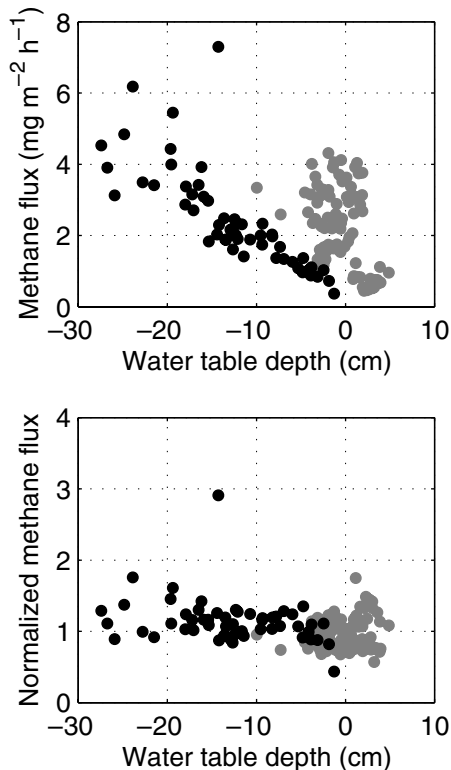 8
6
4
2
0
Methane flux (mg m⁻² h⁻¹)
−30 −20 −10 0 10
Water table depth (cm)
4
3
2
1
0
Normalized methane flux
−30 −20 −10 0 10
Water table depth (cm)